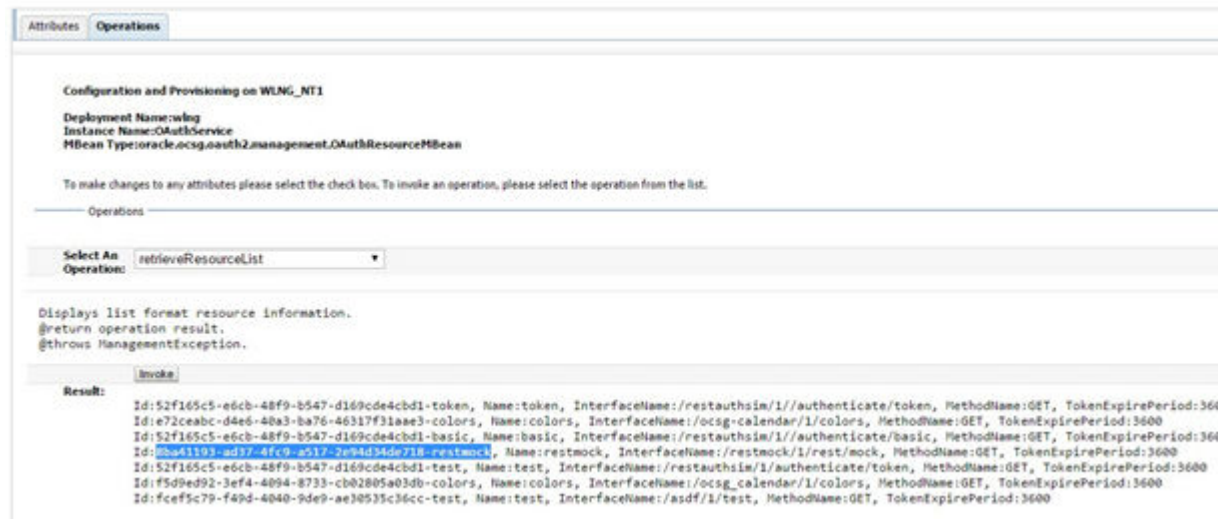 Attributes Operations
Configuration and Provisioning on WLNG_NT1
Deployment Name:wlng
Instance Name:OAuthService
MBean Type:oracle.ocsg.oauth2.management.OAuthResourceMBean
To make changes to any attributes please select the check box. To invoke an operation, please select the operation from the list.
Operations
Select An Operation: retrieveResourceList
Displays list format resource information.
@return operation result.
@throws ManagementException.
Invoke
Result:
Id:52f165c5-e6cb-48f9-b547-d169cde4cbd1-token, Name:token, InterfaceName:/restauthsim/1//authenticate/token, MethodName:GET, TokenExpirePeriod:360
Id:e72ceabc-d4e6-40a3-ba76-46317f31aae3-colors, Name:colors, InterfaceName:/ocsg-calendar/1/colors, MethodName:GET, TokenExpirePeriod:3600
Id:52f165c5-e6cb-48f9-b547-d169cde4cbd1-basic, Name:basic, InterfaceName:/restauthsim/1//authenticate/basic, MethodName:GET, TokenExpirePeriod:360
Id:8ba41193-ad37-4fc9-a517-2e94d34de718-restmock, Name:restmock, InterfaceName:/restmock/1/rest/mock, MethodName:GET, TokenExpirePeriod:3600
Id:52f165c5-e6cb-48f9-b547-d169cde4cbd1-test, Name:test, InterfaceName:/restauthsim/1/authenticate/token, MethodName:GET, TokenExpirePeriod:3600
Id:f5d9ed92-3ef4-4094-8733-cb02805a03db-colors, Name:colors, InterfaceName:/ocsg_calendar/1/colors, MethodName:GET, TokenExpirePeriod:3600
Id:fcef5c79-f49d-4040-9de9-ae30535c36cc-test, Name:test, InterfaceName:/asdf/1/test, MethodName:GET, TokenExpirePeriod:3600